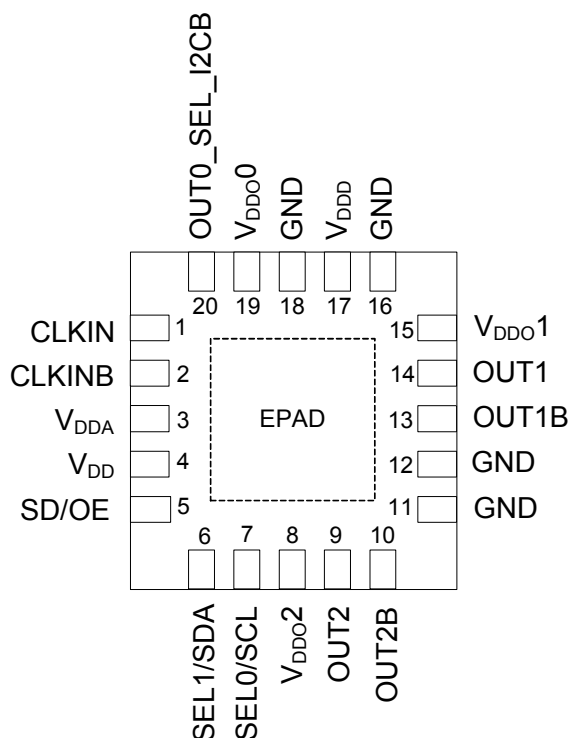 OUT0_SEL_I2CB
VDDO0
GND
VDDD
GND
20
19
18
17
16
CLKIN
1
CLKINB
2
VDDA
3
VDD
4
SD/OE
5
EPAD
15
VDDO1
14
OUT1
13
OUT1B
12
GND
11
GND
6
7
8
9
10
SEL1/SDA
SEL0/SCL
VDDO2
OUT2
OUT2B